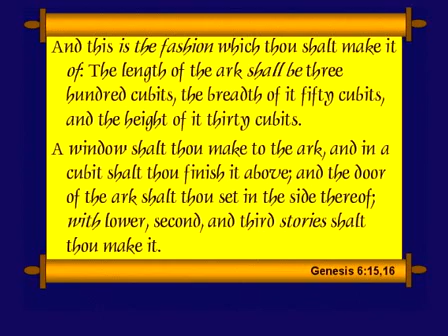 And this is the fashion which thou shalt make it
of: The length of the ark shall be three
hundred cubits, the breadth of it fifty cubits,
and the height of it thirty cubits.
A window shalt thou make to the ark, and in a
cubit shalt thou finish it above; and the door
of the ark shalt thou set in the side thereof;
with lower, second, and third stories shalt
thou make it.
Genesis 6:15,16